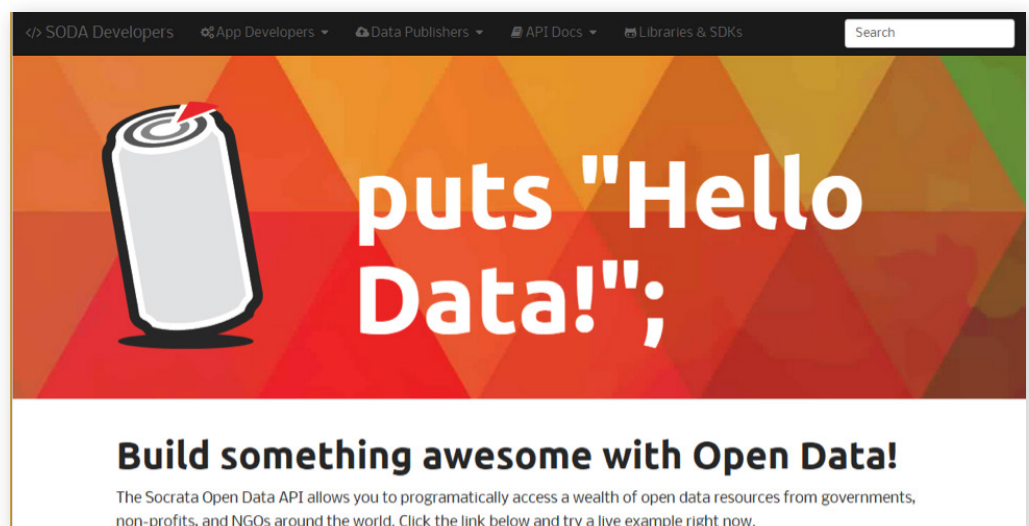 </> SODA Developers App Developers Data Publishers API Docs Libraries & SDKs Search
puts "Hello
Data!";
Build something awesome with Open Data!
The Socrata Open Data API allows you to programatically access a wealth of open data resources from governments,
non-profits, and NGOs around the world. Click the link below and try a live example right now.